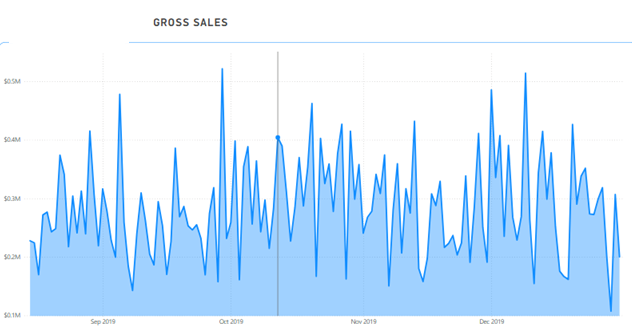 GROSS SALES
$0.5M
$0.4M
$0.3M
$0.2M
$0.1M
Sep 2019 Oct 2019 Nov 2019 Dec 2019